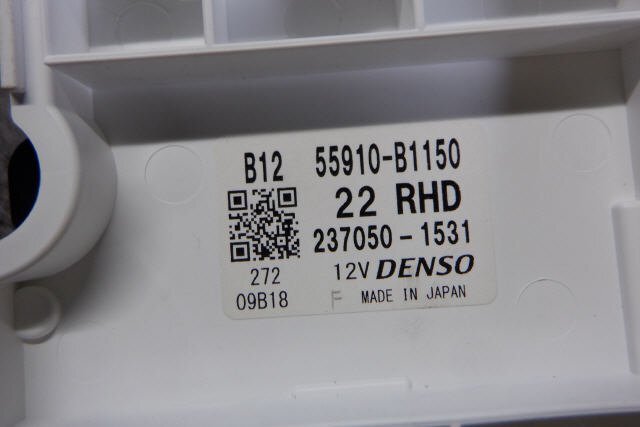 B12 55910-B1150
22 RHD
237050-1531
272 12V DENSO
09B18 F MADE IN JAPAN